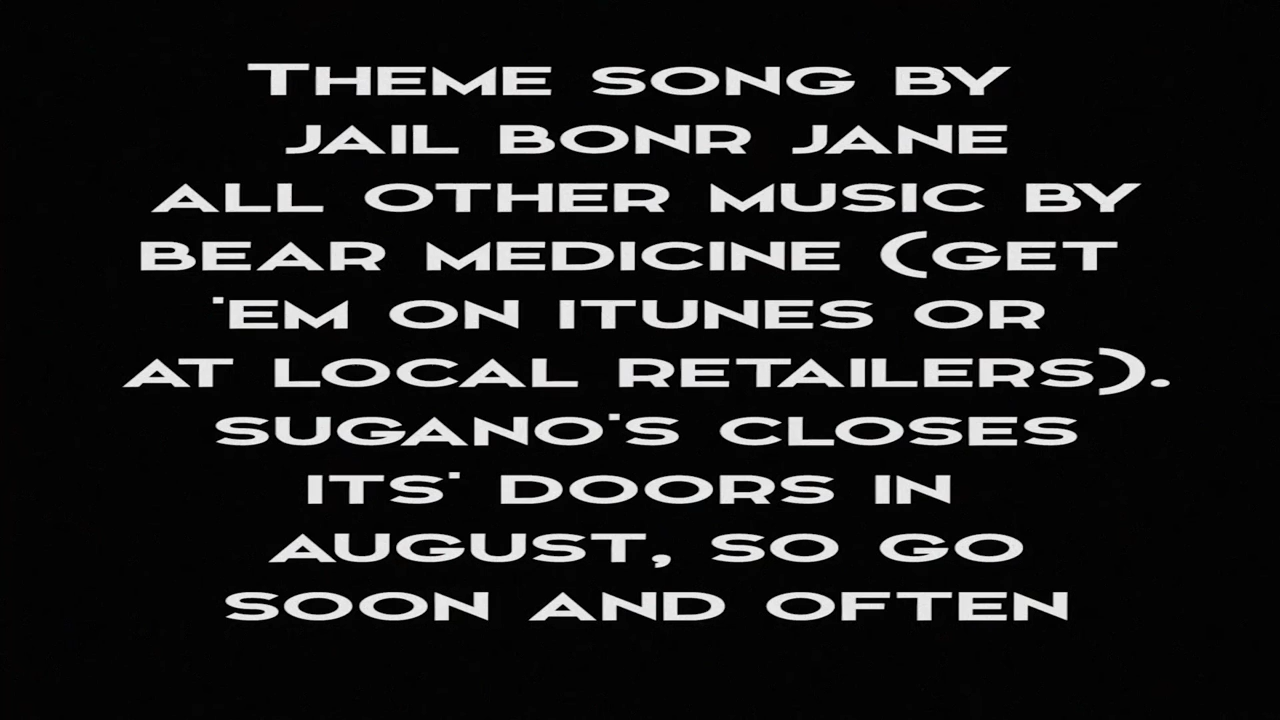 THEME SONG BY
JAIL BONR JANE
ALL OTHER MUSIC BY
BEAR MEDICINE (GET
'EM ON ITUNES OR
AT LOCAL RETAILERS).
SUGANO'S CLOSES
ITS' DOORS IN
AUGUST, SO GO
SOON AND OFTEN